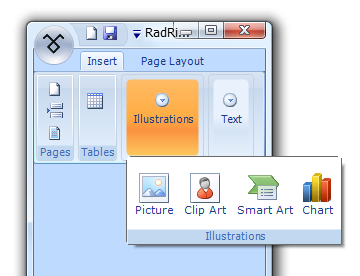 RadRi...
Insert Page Layout
Illustrations Text
Pages Tables
Picture Clip Art Smart Art Chart
Illustrations